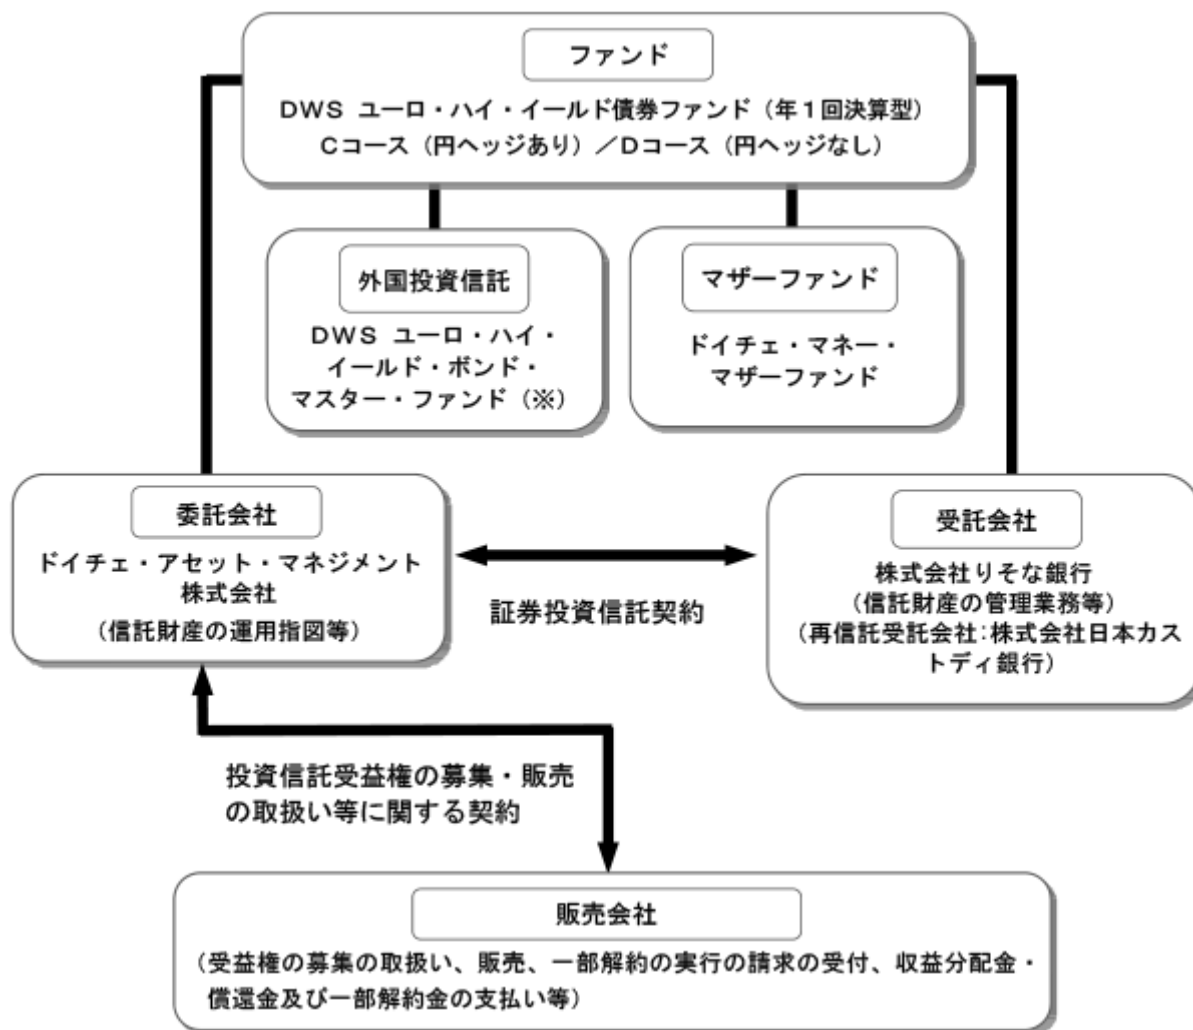 ファンド
DWS ユーロ・ハイ・イールド債券ファンド（年１回決算型）
Cコース（円ヘッジあり）／Dコース（円ヘッジなし）
外国投資信託
DWS ユーロ・ハイ・
イールド・ボンド・
マスター・ファンド（※）
マザーファンド
ドイチェ・マネー・
マザーファンド
委託会社
ドイチェ・アセット・マネジメント
株式会社
（信託財産の運用指図等）
証券投資信託契約
受託会社
株式会社りそな銀行
（信託財産の管理業務等）
（再信託受託会社：株式会社日本カス
トディ銀行）
投資信託受益権の募集・販売
の取扱い等に関する契約
販売会社
（受益権の募集の取扱い、販売、一部解約の実行の請求の受付、収益分配金・
償還金及び一部解約金の支払い等）